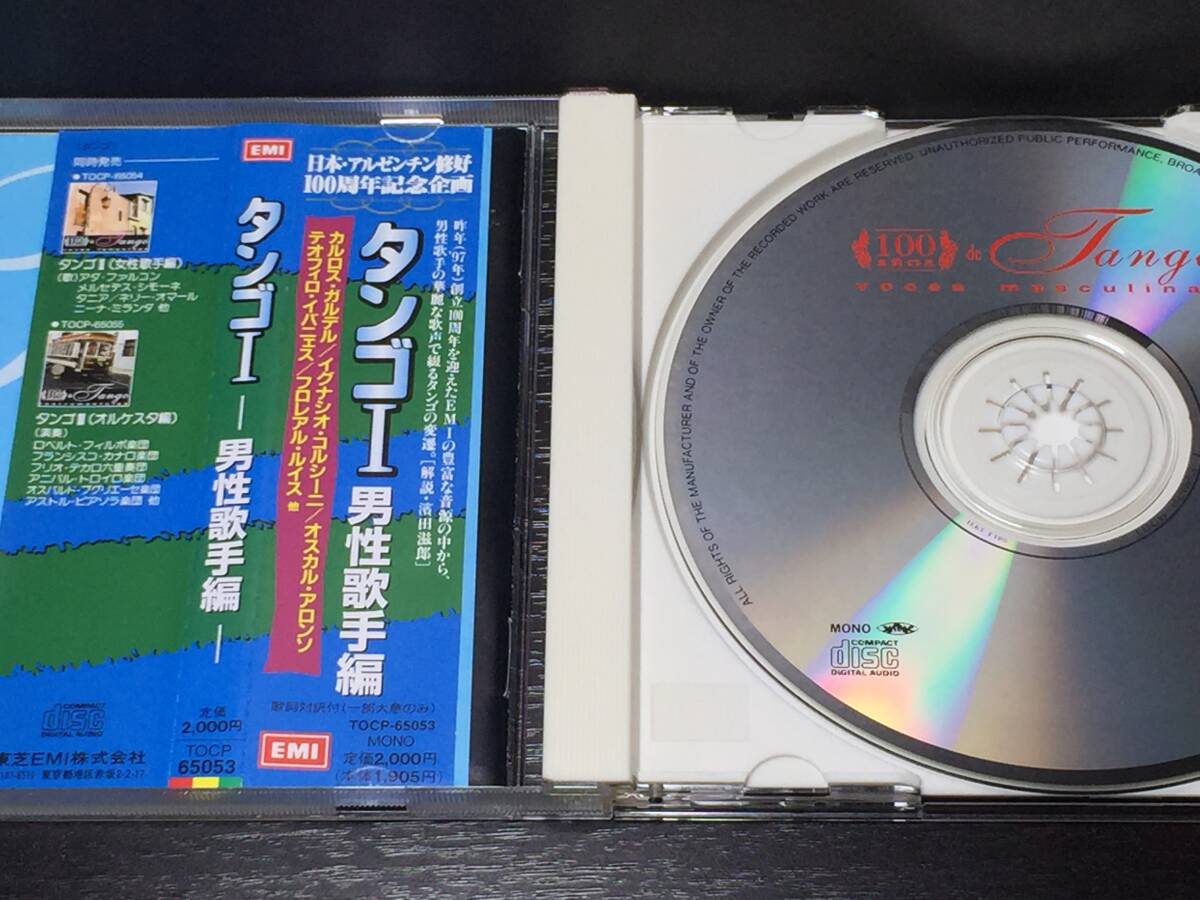 (タンゴ)
同時発売
●TOCP-65054
タンゴⅡ(女性歌手編)
(歌)アダ・ファルコン
メルセデス・シモーネ
タニア/ネリー・オマール
ニーナ・ミランダ 他
●TOCP-65055
タンゴⅢ(オルケスタ編)
(演奏)
ロベルト・フィルポ楽団
フランシスコ・カナロ楽団
フリオ・デカロ六重奏団
アニバル・トロイロ楽団
オスバルド・プグリエーセ楽団
アストル・ピアソラ楽団 他
COMPACT
disc
DIGITAL AUDIO
東芝EMI株式会社
東京都港区赤坂2-2-17
EMI
タンゴⅠ ―男性歌手編―
定価
2,000円
TOCP
65053
日本・アルゼンチン修好
100周年記念企画
昨年('97年)創立100周年を迎えたEMIの豊富な音源の中から、
男性歌手の華麗な歌声で綴るタンゴの変遷。[解説・濱田滋郎]
タンゴⅠ 男性歌手編
カルロス・ガルデル/イグナシオ・コルシーニ/オスカル・アロンソ
テオフィロ・イバニェス/フロレアル・ルイス 他
歌詞対訳付(一部大意のみ)
TOCP-65053
MONO
EMI
定価2,000円
(本体1,905円)
ALL RIGHTS OF THE MANUFACTURER AND OF THE OWNER OF THE RECORDED WORK ARE RESERVED. UNAUTHORIZED PUBLIC PERFORMANCE, BROA
100
AÑOS
de Tango
voces masculina
MONO
COMPACT
disc
DIGITAL AUDIO